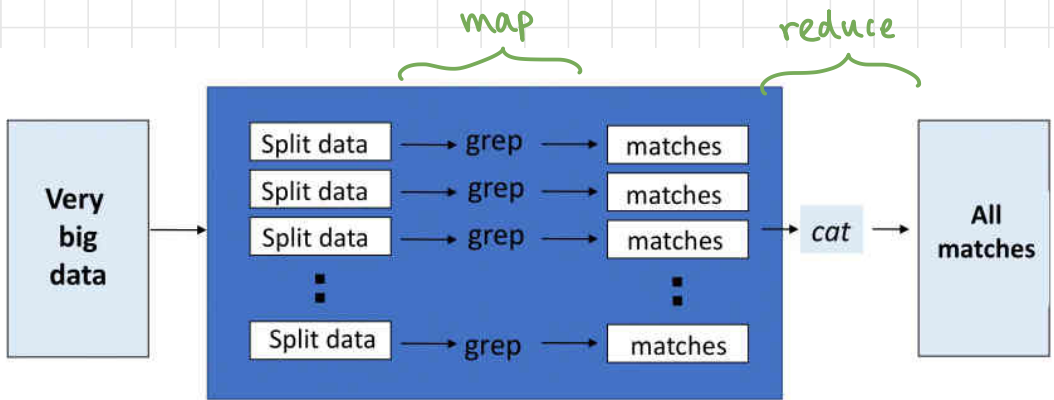 map
reduce
Very
big
data
Split data grep matches
Split data grep matches
Split data grep matches
Split data grep matches
cat
All
matches